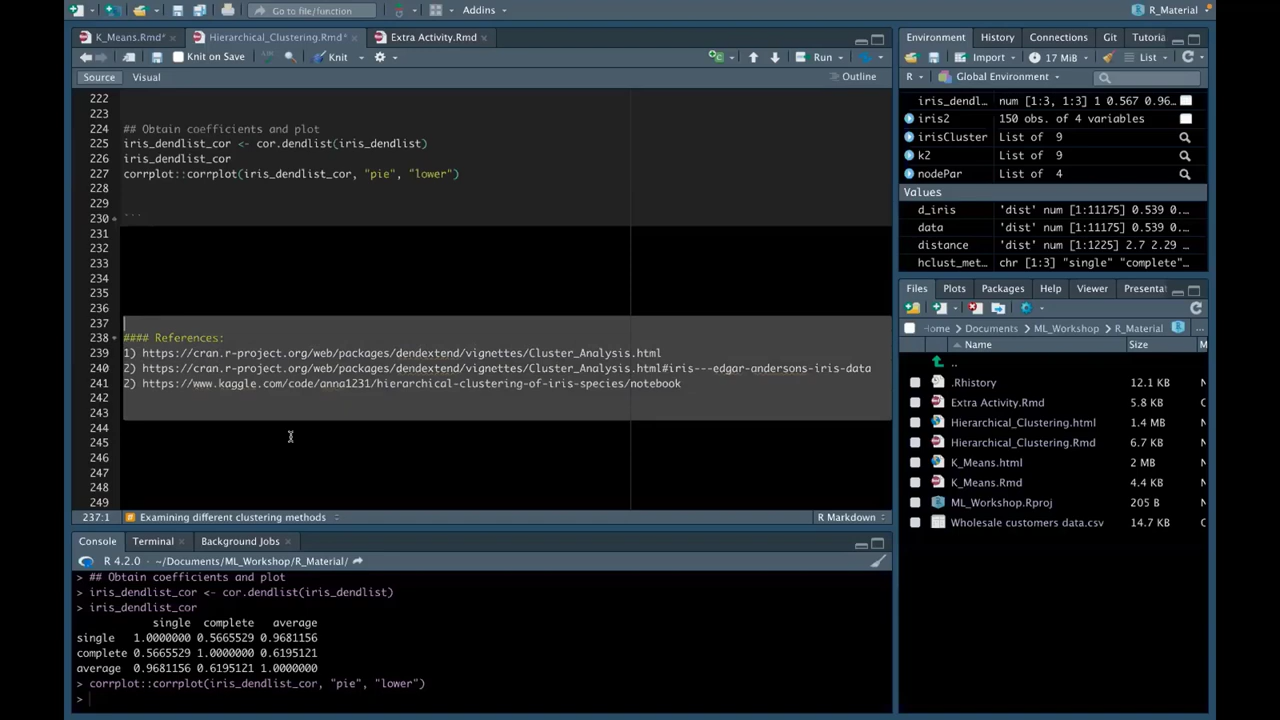 Go to file/function
Addins
R_Material
K_Means.Rmd*
Hierarchical_Clustering.Rmd*
Extra Activity.Rmd
Knit on Save
Knit
Run
Source
Visual
Outline
222
223
224 ## Obtain coefficients and plot
225 iris_dendlist_cor <- cor.dendlist(iris_dendlist)
226 iris_dendlist_cor
227 corrplot::corrplot(iris_dendlist_cor, "pie", "lower")
228
229
230 ```
231
232
233
234
235
236
237
238 #### References:
239 1) https://cran.r-project.org/web/packages/dendextend/vignettes/Cluster_Analysis.html
240 2) https://cran.r-project.org/web/packages/dendextend/vignettes/Cluster_Analysis.html#iris---edgar-andersons-iris-data
241 2) https://www.kaggle.com/code/anna1231/hierarchical-clustering-of-iris-species/notebook
242
243
244
245
246
247
248
249
237:1 Examining different clustering methods
R Markdown
Console
Terminal
Background Jobs
R 4.2.0 · ~/Documents/ML_Workshop/R_Material/
> ## Obtain coefficients and plot
> iris_dendlist_cor <- cor.dendlist(iris_dendlist)
> iris_dendlist_cor
single complete average
single 1.0000000 0.5665529 0.9681156
complete 0.5665529 1.0000000 0.6195121
average 0.9681156 0.6195121 1.0000000
> corrplot::corrplot(iris_dendlist_cor, "pie", "lower")
>
Environment
History
Connections
Git
Tutoria
Import
17 MiB
List
R
Global Environment
iris_dendl… num [1:3, 1:3] 1 0.567 0.96…
iris2 150 obs. of 4 variables
irisCluster List of 9
k2 List of 9
nodePar List of 4
Values
d_iris 'dist' num [1:11175] 0.539 0.…
data 'dist' num [1:11175] 0.539 0.…
distance 'dist' num [1:1225] 2.7 2.29 …
hclust_met… chr [1:3] "single" "complete"…
Files
Plots
Packages
Help
Viewer
Presenta
Home
Documents
ML_Workshop
R_Material
...
Name
Size
M
..
.Rhistory 12.1 KB N
Extra Activity.Rmd 5.8 KB C
Hierarchical_Clustering.html 1.4 MB N
Hierarchical_Clustering.Rmd 6.7 KB N
K_Means.html 2 MB N
K_Means.Rmd 4.4 KB N
ML_Workshop.Rproj 205 B N
Wholesale customers data.csv 14.7 KB N